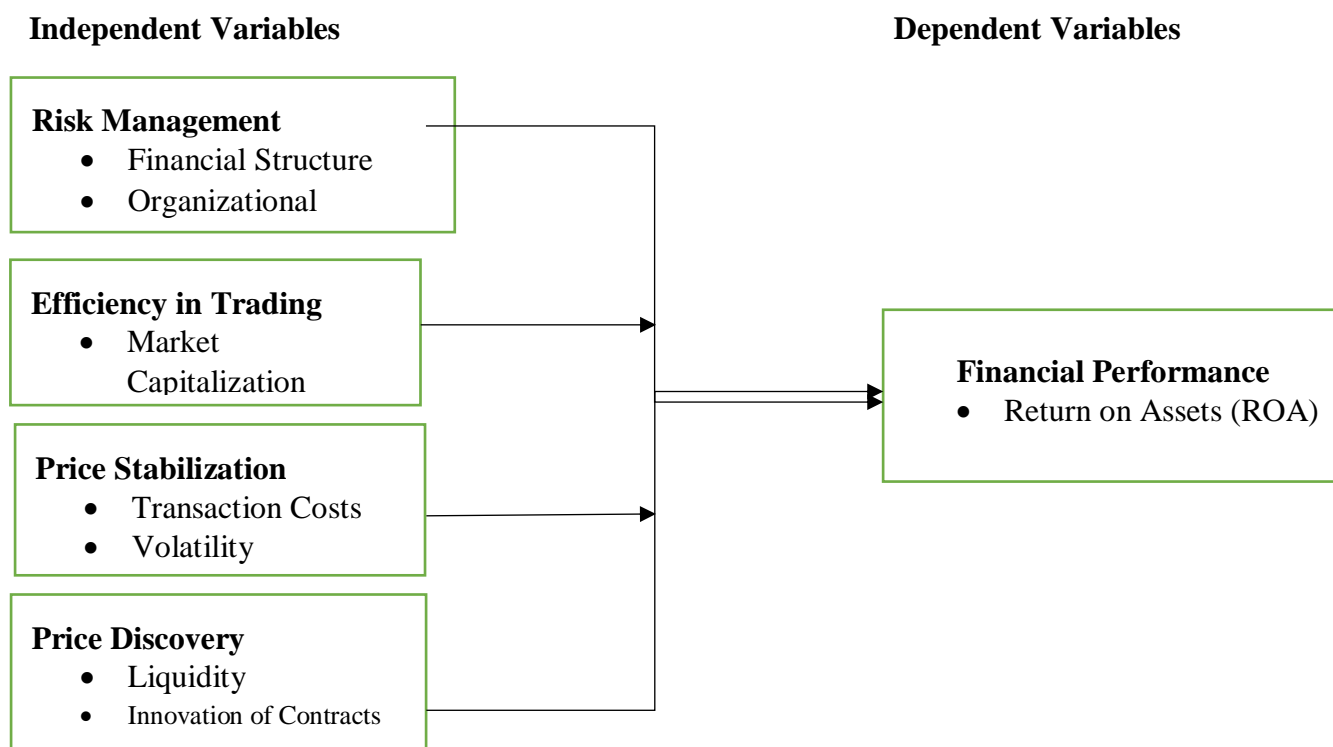 Independent Variables
Dependent Variables
Risk Management
• Financial Structure
• Organizational
Efficiency in Trading
• Market
Capitalization
Price Stabilization
• Transaction Costs
• Volatility
Price Discovery
• Liquidity
• Innovation of Contracts
Financial Performance
• Return on Assets (ROA)